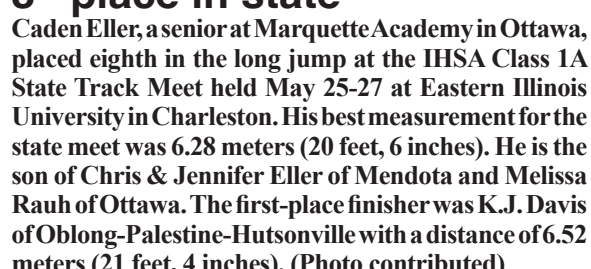 place in state
Caden Eller, a senior at Marquette Academy in Ottawa,
placed eighth in the long jump at the IHSA Class 1A
State Track Meet held May 25-27 at Eastern Illinois
University in Charleston. His best measurement for the
state meet was 6.28 meters (20 feet, 6 inches). He is the
son of Chris & Jennifer Eller of Mendota and Melissa
Rauh of Ottawa. The first-place finisher was K.J. Davis
of Oblong-Palestine-Hutsonville with a distance of 6.52
meters (21 feet, 4 inches). (Photo contributed)